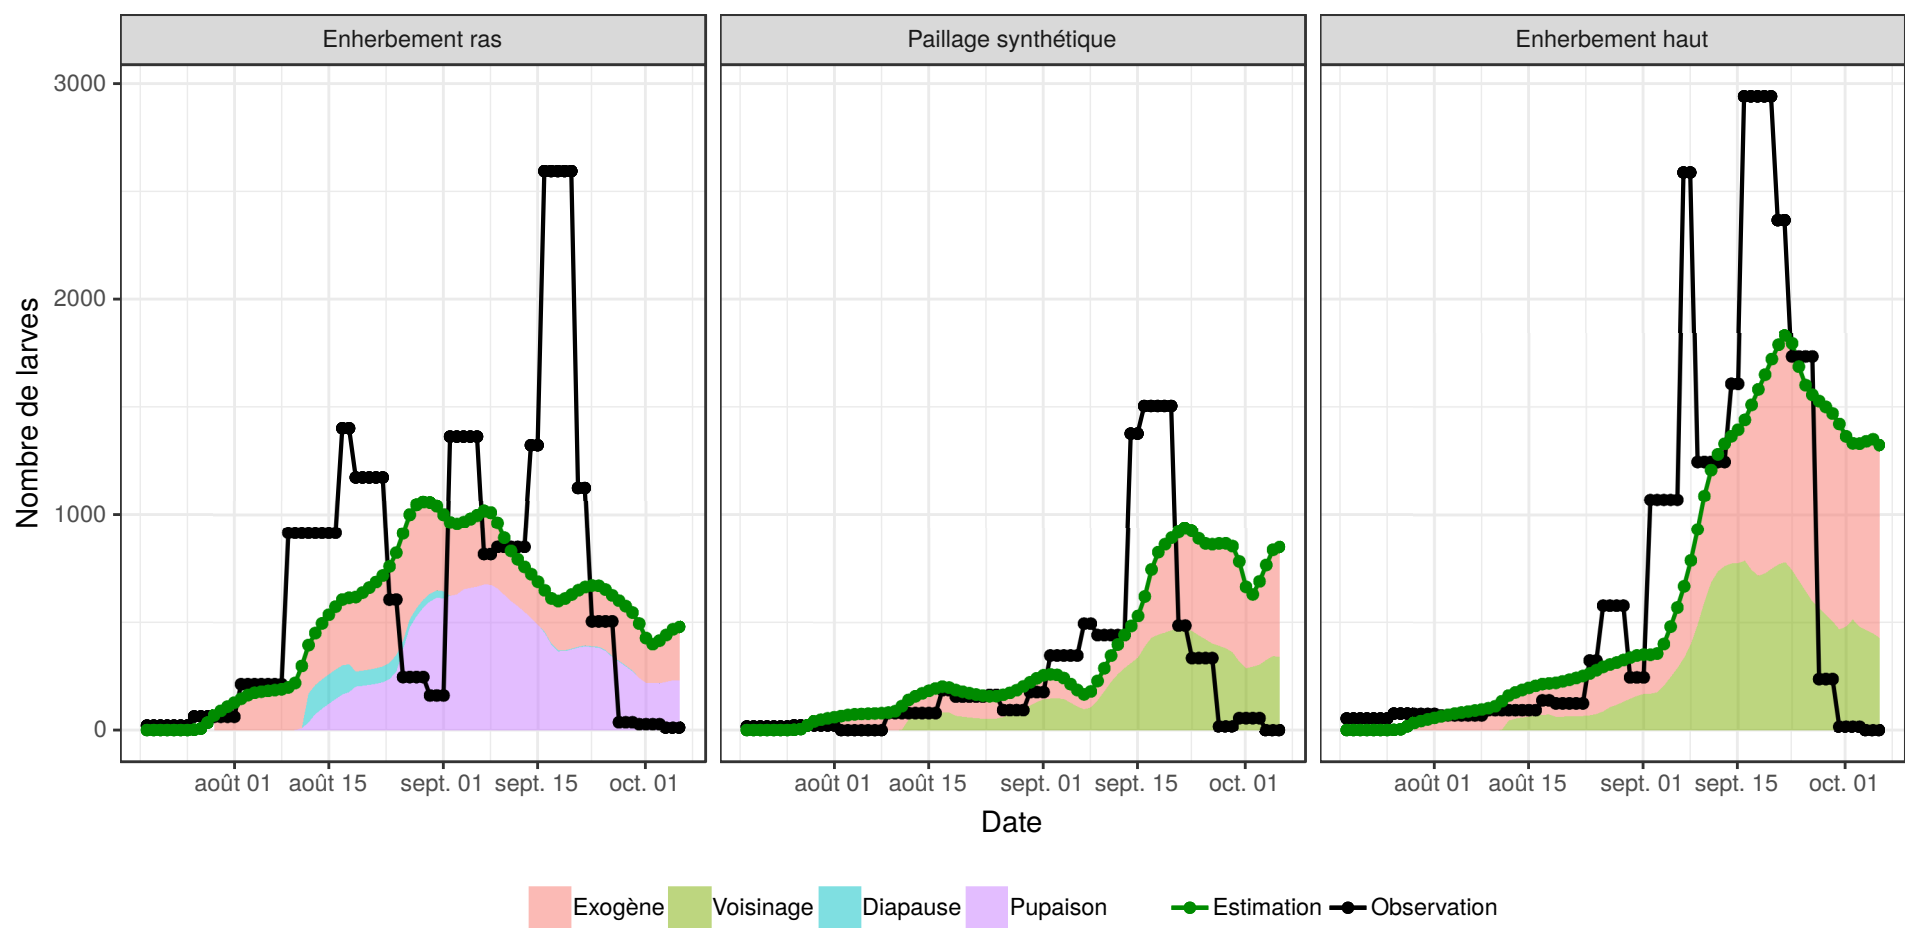 Enherbement ras
Paillage synthétique
Enherbement haut
Nombre de larves
3000
2000
1000
0
août 01 août 15 sept. 01 sept. 15 oct. 01
août 01 août 15 sept. 01 sept. 15 oct. 01
août 01 août 15 sept. 01 sept. 15 oct. 01
Date
Exogène Voisinage Diapause Pupaison Estimation Observation